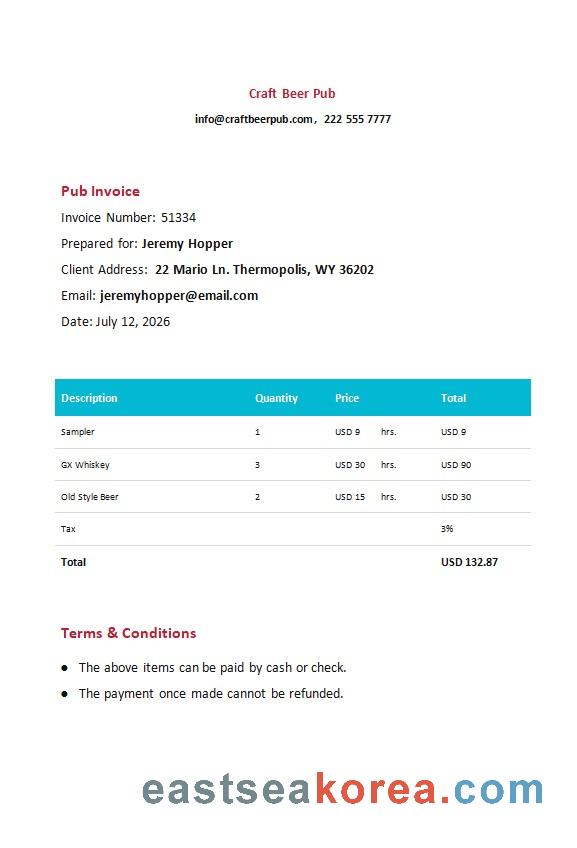 Craft Beer Pub
info@craftbeerpub.com, 222 555 7777
Pub Invoice
Invoice Number: 51334
Prepared for: Jeremy Hopper
Client Address: 22 Mario Ln. Thermopolis, WY 36202
Email: jeremyhopper@email.com
Date: July 12, 2026
Description Quantity Price Total
Sampler 1 USD 9 hrs. USD 9
GX Whiskey 3 USD 30 hrs. USD 90
Old Style Beer 2 USD 15 hrs. USD 30
Tax 3%
Total USD 132.87
Terms & Conditions
● The above items can be paid by cash or check.
● The payment once made cannot be refunded.
eastseakorea.com